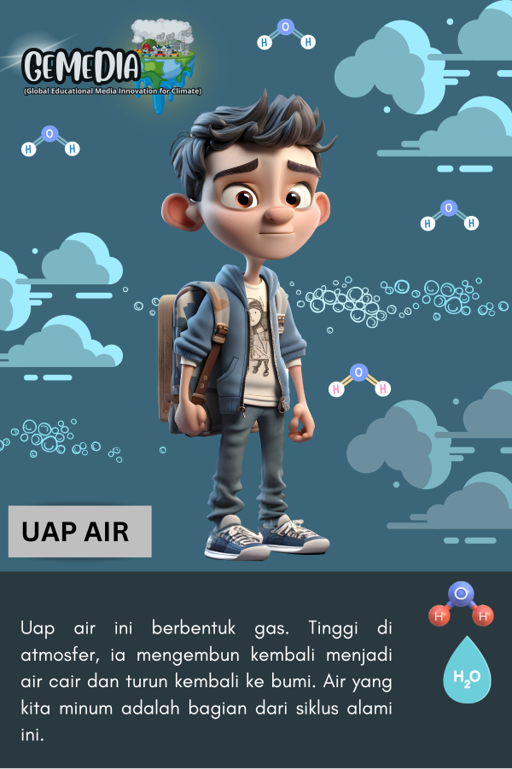 GEMEDIA
(Global Educational Media Innovation for Climate)
O
H H
O
H H
O
H H
O
H H
UAP AIR
O
H H
Uap air ini berbentuk gas. Tinggi di
atmosfer, ia mengembun kembali menjadi
air cair dan turun kembali ke bumi. Air yang
kita minum adalah bagian dari siklus alami
ini.
H₂O